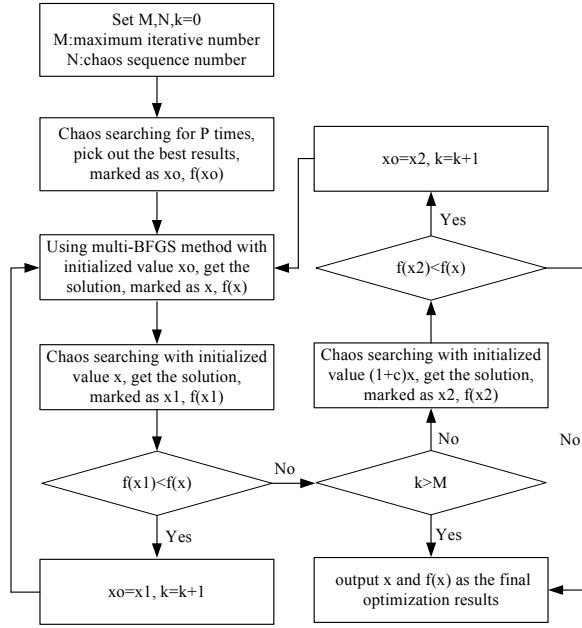 Set M,N,k=0
M:maximum iterative number
N:chaos sequence number
Chaos searching for P times,
pick out the best results,
marked as xo, f(xo)
Using multi-BFGS method with
initialized value xo, get the
solution, marked as x, f(x)
Chaos searching with initialized
value x, get the solution,
marked as x1, f(x1)
f(x1)<f(x)
No
Yes
xo=x1, k=k+1
xo=x2, k=k+1
Yes
f(x2)<f(x)
Chaos searching with initialized
value (1+c)x, get the solution,
marked as x2, f(x2)
No
No
k>M
Yes
output x and f(x) as the final
optimization results